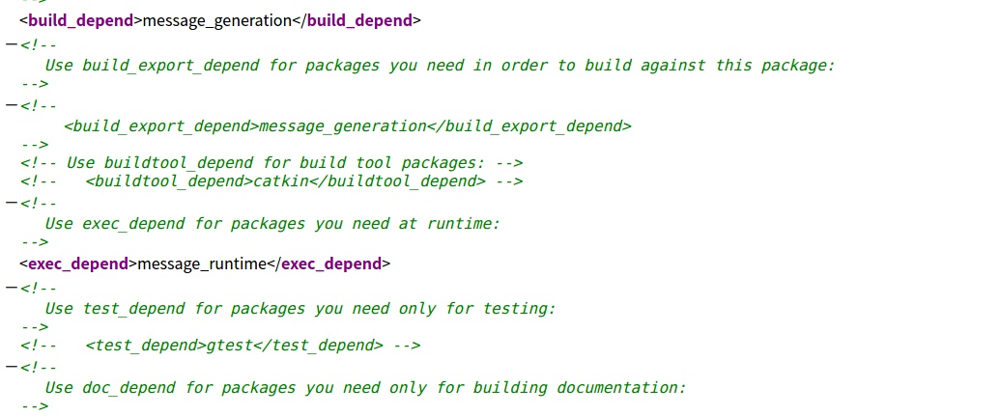 -->
<build_depend>message_generation</build_depend>
—<!--
Use build_export_depend for packages you need in order to build against this package:
-->
—<!--
<build_export_depend>message_generation</build_export_depend>
-->
<!-- Use buildtool_depend for build tool packages: -->
<!--   <buildtool_depend>catkin</buildtool_depend> -->
—<!--
Use exec_depend for packages you need at runtime:
-->
<exec_depend>message_runtime</exec_depend>
—<!--
Use test_depend for packages you need only for testing:
-->
<!--   <test_depend>gtest</test_depend> -->
—<!--
Use doc_depend for packages you need only for building documentation:
-->